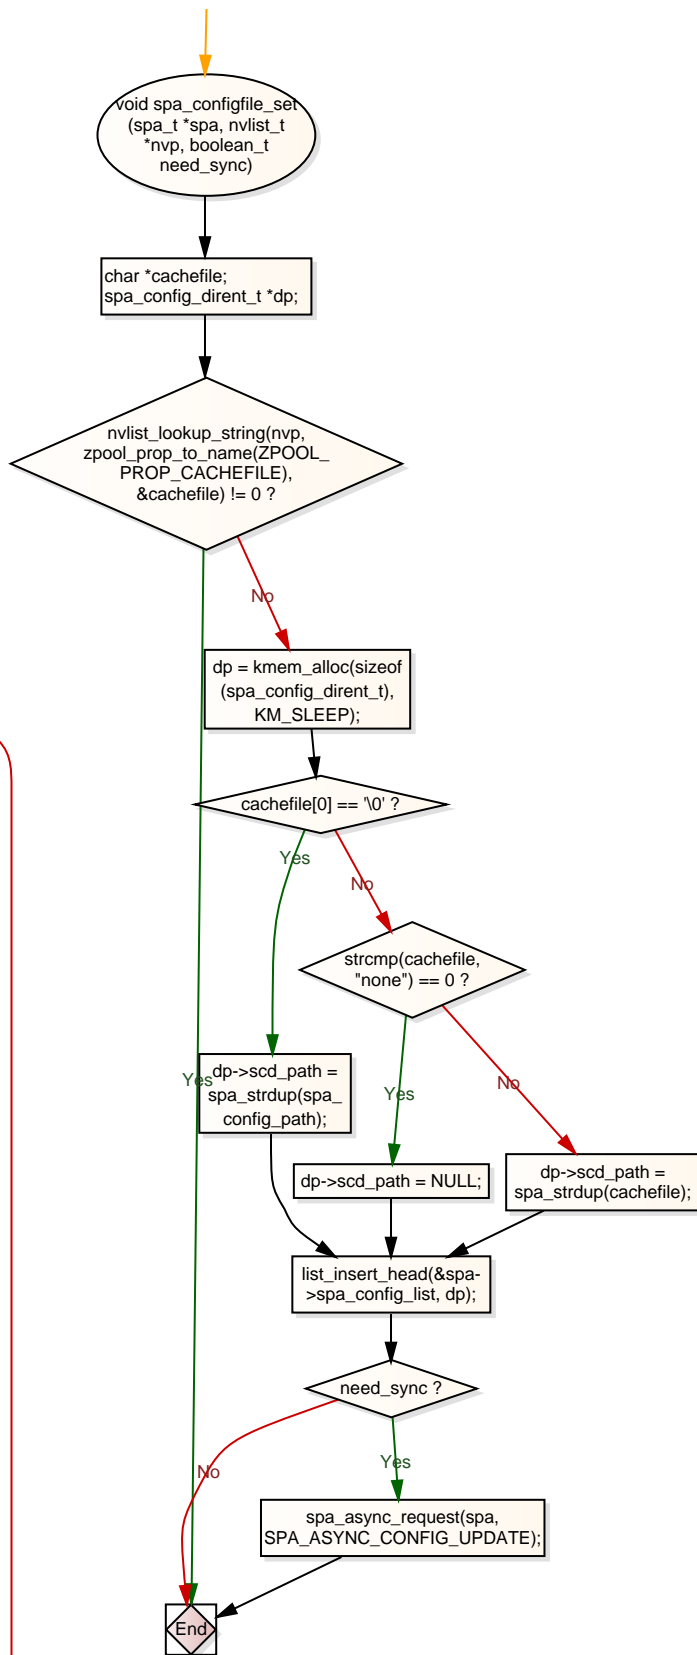 void spa_configfile_set
(spa_t *spa, nvlist_t
*nvp, boolean_t
need_sync)
char *cachefile;
spa_config_dirent_t *dp;
nvlist_lookup_string(nvp,
zpool_prop_to_name(ZPOOL_
PROP_CACHEFILE),
&cachefile) != 0 ?
No
dp = kmem_alloc(sizeof
(spa_config_dirent_t),
KM_SLEEP);
cachefile[0] == '\0' ?
Yes
No
strcmp(cachefile,
"none") == 0 ?
Yes
dp->scd_path =
spa_strdup(spa_
config_path);
Yes
No
dp->scd_path = NULL;
dp->scd_path =
spa_strdup(cachefile);
list_insert_head(&spa-
>spa_config_list, dp);
need_sync ?
No
Yes
spa_async_request(spa,
SPA_ASYNC_CONFIG_UPDATE);
End